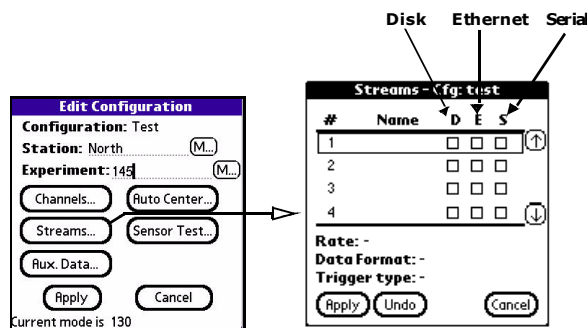 Disk Ethernet Serial
Edit Configuration
Configuration: Test
Station: North M...
Experiment: 145 M...
Channels... Auto Center...
Streams... Sensor Test...
Aux. Data...
Apply Cancel
Current mode is 130
Streams - Cfg: test
# Name D E S
1
2
3
4
Rate: -
Data Format: -
Trigger type: -
Apply Undo Cancel